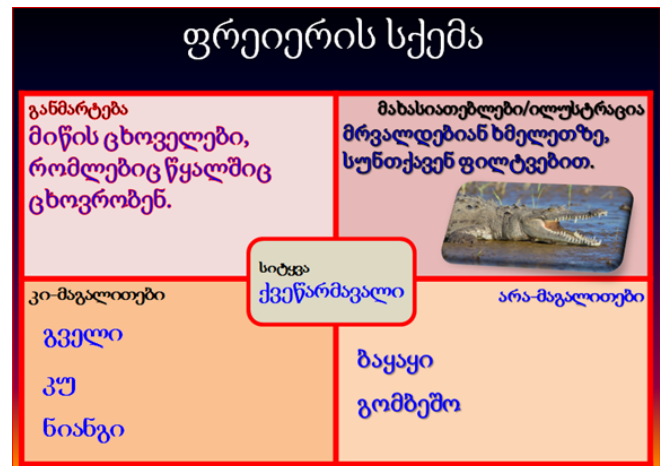 ფრეიერის სქემა
განმარტება
მიწის ცხოველები,
რომლებიც წყალშიც
ცხოვრობენ.
მახასიათებლები/ილუსტრაცია
მრვალდებიან ხმელეთზე,
სუნთქავენ ფილტვებით.
სიტყვა
ქვეწარმავალი
კი-მაგალითები
გველი
კუ
ნიანგი
არა-მაგალითები
ბაყაყი
გომბეშო